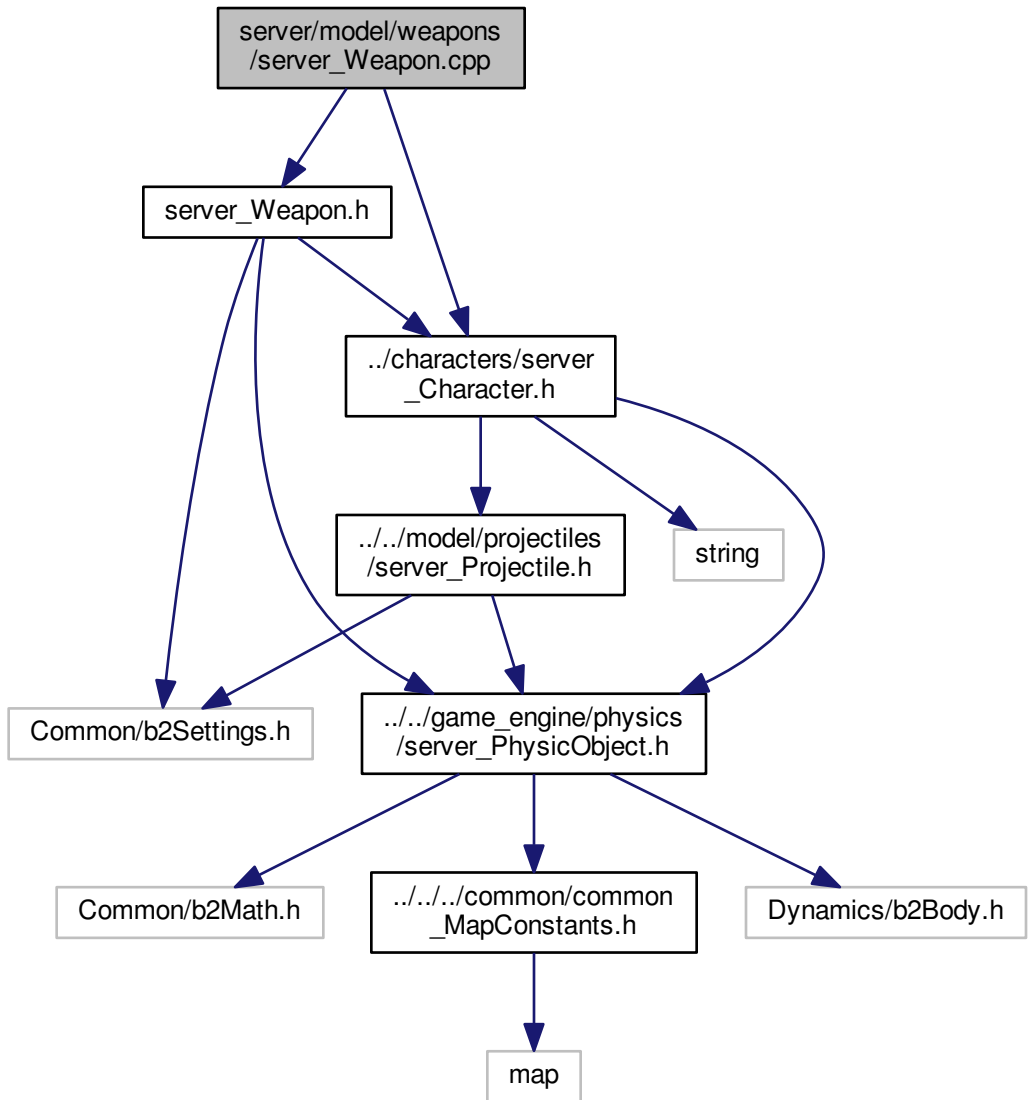 server/model/weapons
/server_Weapon.cpp
server_Weapon.h
../characters/server
_Character.h
../../model/projectiles
/server_Projectile.h
string
Common/b2Settings.h
../../game_engine/physics
/server_PhysicObject.h
Common/b2Math.h
../../../common/common
_MapConstants.h
Dynamics/b2Body.h
map